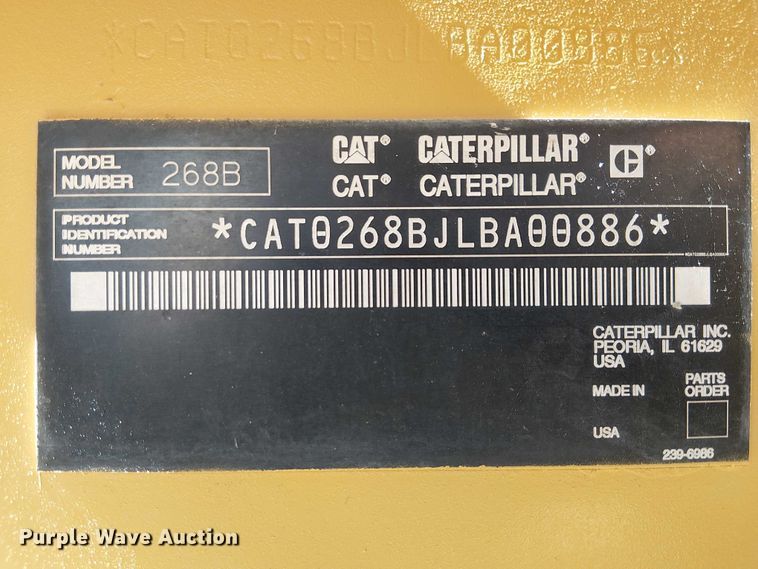 *CAT0268BJLBA00886*
MODEL NUMBER 268B
CAT® CATERPILLAR® C®
CAT® CATERPILLAR®
PRODUCT IDENTIFICATION NUMBER *CAT0268BJLBA00886*
CATERPILLAR INC.
PEORIA, IL 61629
USA
MADE IN
USA
PARTS ORDER
239-6986
Purple Wave Auction